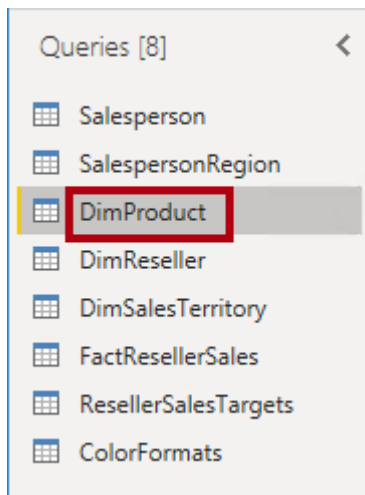 Queries [8]
Salesperson
SalespersonRegion
DimProduct
DimReseller
DimSalesTerritory
FactResellerSales
ResellerSalesTargets
ColorFormats